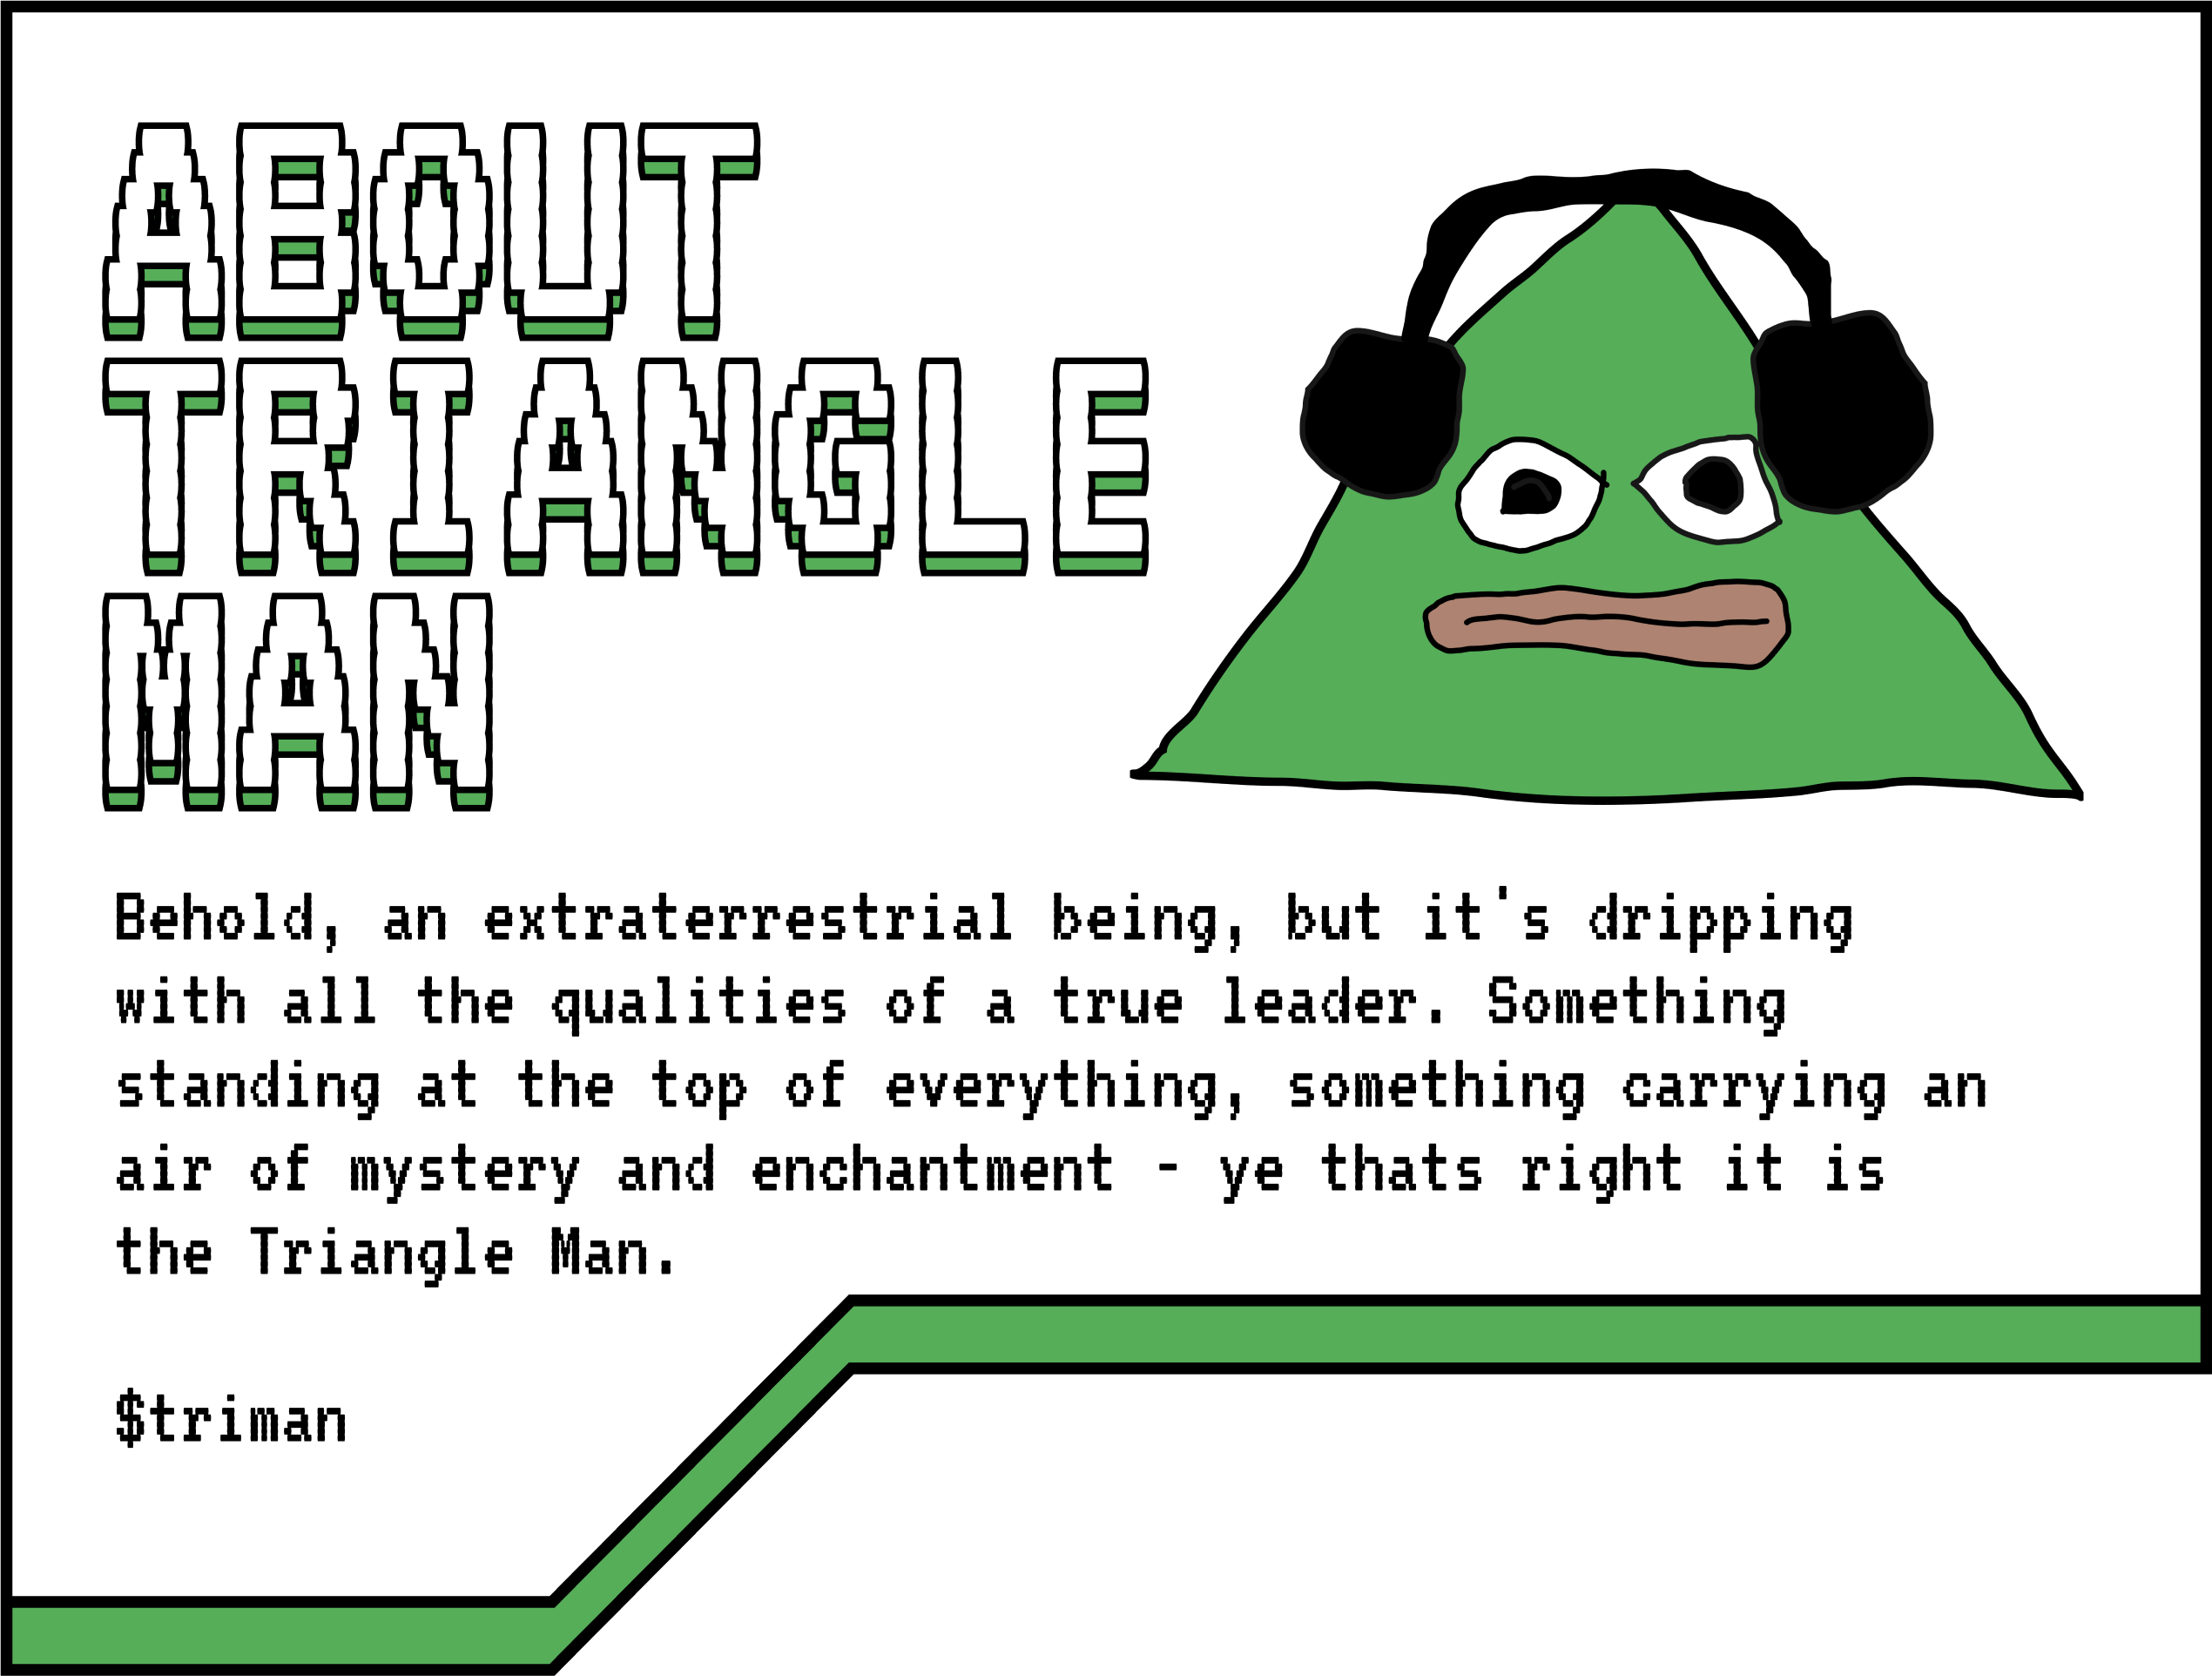 ABOUT
TRIANGLE
MAN
Behold, an extraterrestrial being, but it's dripping
with all the qualities of a true leader. Something
standing at the top of everything, something carrying an
air of mystery and enchantment - ye thats right it is
the Triangle Man.
$triman